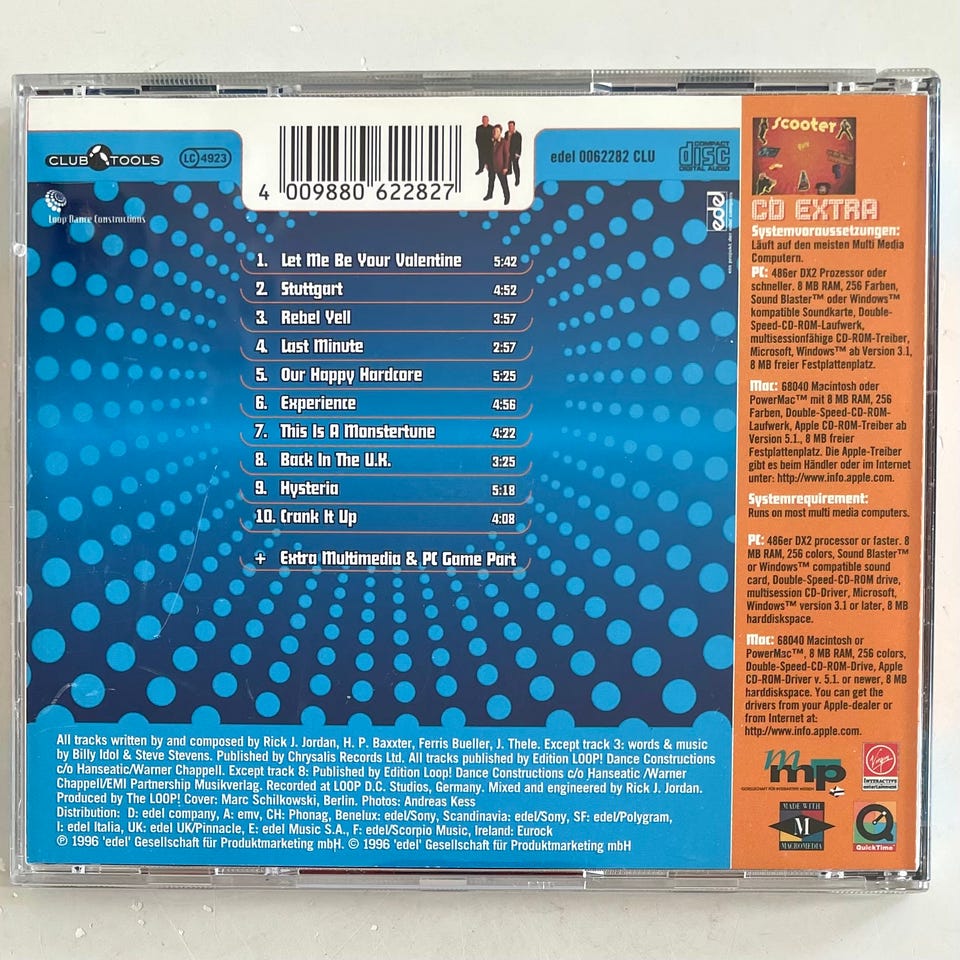 CLUB TOOLS
LC 4923
4 009880 622827
edel 0062282 CLU
COMPACT
disc
DIGITAL AUDIO
Loop Dance Constructions
edel
1. Let Me Be Your Valentine 5:42
2. Stuttgart 4:52
3. Rebel Yell 3:57
4. Last Minute 2:57
5. Our Happy Hardcore 5:25
6. Experience 4:56
7. This Is A Monstertune 4:22
8. Back In The U.K. 3:25
9. Hysteria 5:18
10. Crank It Up 4:08
+ Extra Multimedia & PC Game Part
All tracks written by and composed by Rick J. Jordan, H. P. Baxxter, Ferris Bueller, J. Thele. Except track 3: words & music
by Billy Idol & Steve Stevens. Published by Chrysalis Records Ltd. All tracks published by Edition LOOP! Dance Constructions
c/o Hanseatic/Warner Chappell. Except track 8: Published by Edition Loop! Dance Constructions c/o Hanseatic /Warner
Chappell/EMI Partnership Musikverlag. Recorded at LOOP D.C. Studios, Germany. Mixed and engineered by Rick J. Jordan.
Produced by The LOOP! Cover: Marc Schilkowski, Berlin. Photos: Andreas Kess
Distribution: D: edel company, A: emv, CH: Phonag, Benelux: edel/Sony, Scandinavia: edel/Sony, SF: edel/Polygram,
I: edel Italia, UK: edel UK/Pinnacle, E: edel Music S.A., F: edel/Scorpio Music, Ireland: Eurock
℗ 1996 'edel' Gesellschaft für Produktmarketing mbH. © 1996 'edel' Gesellschaft für Produktmarketing mbH
Scooter
CD EXTRA
Systemvoraussetzungen:
Läuft auf den meisten Multi Media
Computern.
PC: 486er DX2 Prozessor oder
schneller. 8 MB RAM, 256 Farben,
Sound Blaster™ oder Windows™
kompatible Soundkarte, Double-
Speed-CD-ROM-Laufwerk,
multisessionfähige CD-ROM-Treiber,
Microsoft, Windows™ ab Version 3.1,
8 MB freier Festplattenplatz.
Mac: 68040 Macintosh oder
PowerMac™ mit 8 MB RAM, 256
Farben, Double-Speed-CD-ROM-
Laufwerk, Apple CD-ROM-Treiber ab
Version 5.1., 8 MB freier
Festplattenplatz. Die Apple-Treiber
gibt es beim Händler oder im Internet
unter: http://www.info.apple.com.
Systemrequirement:
Runs on most multi media computers.
PC: 486er DX2 processor or faster. 8
MB RAM, 256 colors, Sound Blaster™
or Windows™ compatible sound
card, Double-Speed-CD-ROM drive,
multisession CD-Driver, Microsoft,
Windows™ version 3.1 or later, 8 MB
harddiskspace.
Mac: 68040 Macintosh or
PowerMac™, 8 MB RAM, 256 colors,
Double-Speed-CD-ROM-Drive, Apple
CD-ROM-Driver v. 5.1. or newer, 8 MB
harddiskspace. You can get the
drivers from your Apple-dealer or
from Internet at:
http://www.info.apple.com.
mmp
GESELLSCHAFT FÜR INTERAKTIVE MEDIEN
Virgin
INTERACTIVE
entertainment
MADE WITH
M
MACROMEDIA
QuickTime™